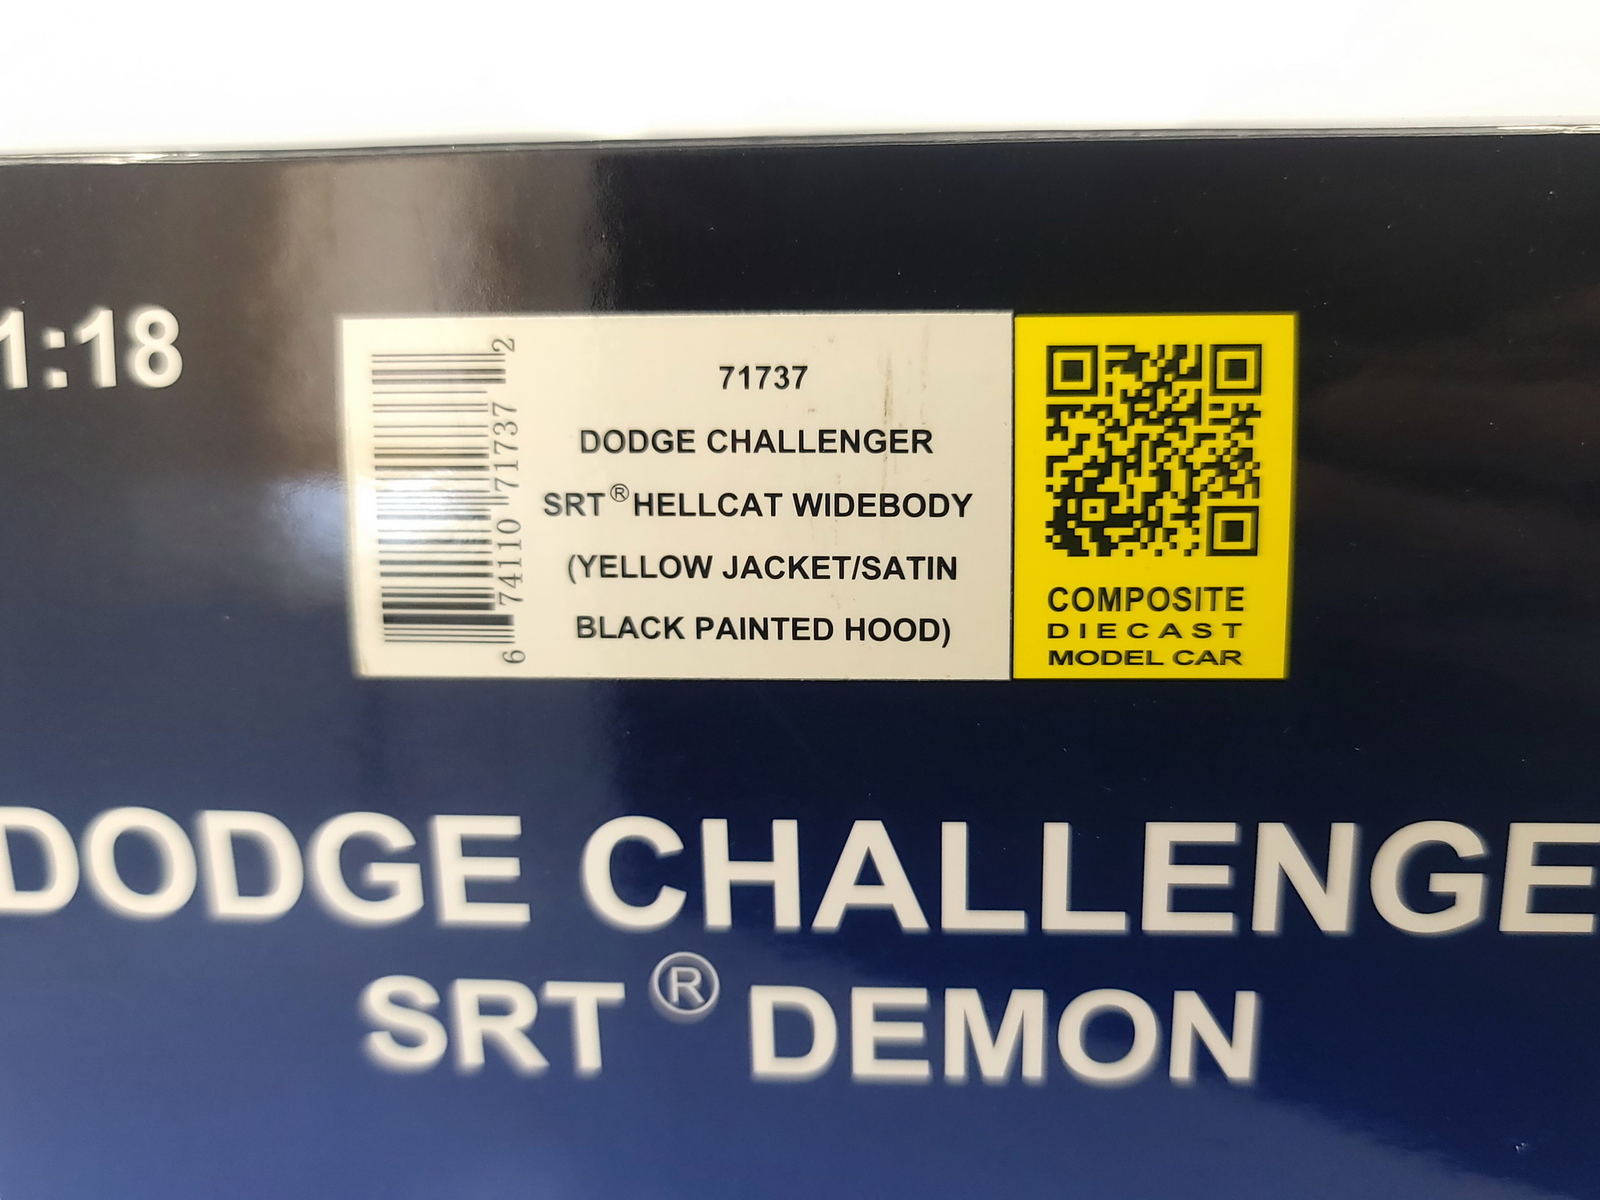 1:18
6 74110 71737 2
71737
DODGE CHALLENGER
SRT® HELLCAT WIDEBODY
(YELLOW JACKET/SATIN
BLACK PAINTED HOOD)
COMPOSITE
DIECAST
MODEL CAR
DODGE CHALLENGE
SRT® DEMON